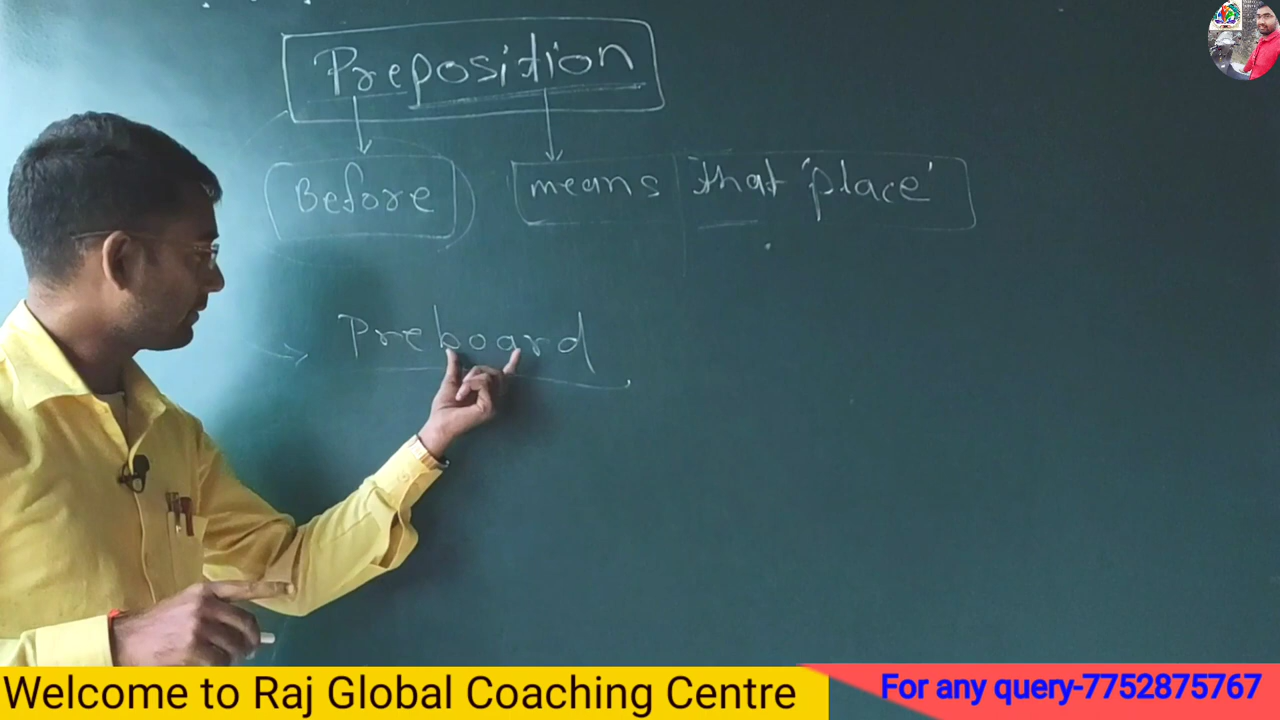 Preposition
Before means that 'place'
Preboard
Welcome to Raj Global Coaching Centre
For any query-7752875767